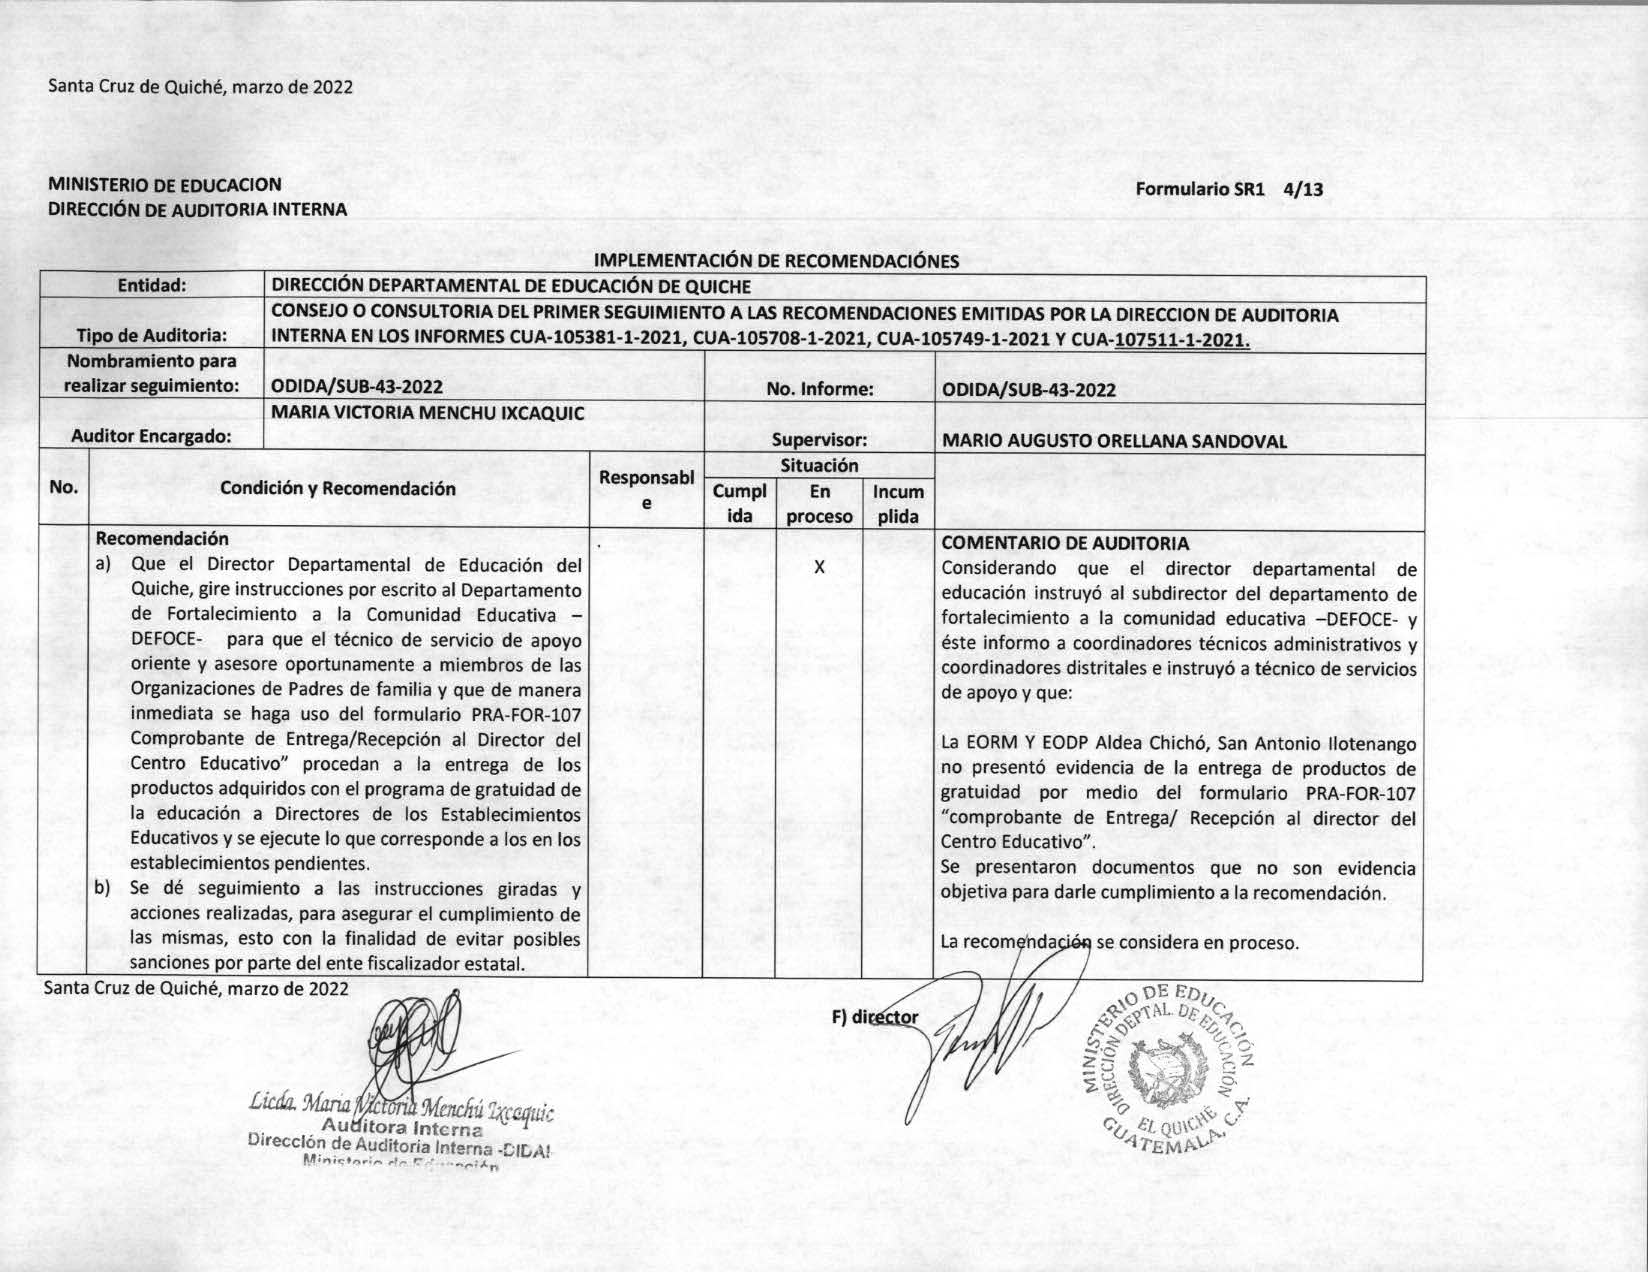 Santa Cruz de Quiché, marzo de 2022
MINISTERIO DE EDUCACION
DIRECCIÓN DE AUDITORIA INTERNA
Formulario SR1 4/13
IMPLEMENTACIÓN DE RECOMENDACIÓNES
Entidad:
DIRECCIÓN DEPARTAMENTAL DE EDUCACIÓN DE QUICHE
Tipo de Auditoria:
CONSEJO O CONSULTORIA DEL PRIMER SEGUIMIENTO A LAS RECOMENDACIONES EMITIDAS POR LA DIRECCION DE AUDITORIA
INTERNA EN LOS INFORMES CUA-105381-1-2021, CUA-105708-1-2021, CUA-105749-1-2021 Y CUA-107511-1-2021.
Nombramiento para
realizar seguimiento:
ODIDA/SUB-43-2022
No. Informe:
ODIDA/SUB-43-2022
Auditor Encargado:
MARIA VICTORIA MENCHU IXCAQUIC
Supervisor:
MARIO AUGUSTO ORELLANA SANDOVAL
No.
Condición y Recomendación
Responsabl
e
Situación
Cumpl
ida
En
proceso
Incum
plida
Recomendación
a) Que el Director Departamental de Educación del
Quiche, gire instrucciones por escrito al Departamento
de Fortalecimiento a la Comunidad Educativa –
DEFOCE- para que el técnico de servicio de apoyo
oriente y asesore oportunamente a miembros de las
Organizaciones de Padres de familia y que de manera
inmediata se haga uso del formulario PRA-FOR-107
Comprobante de Entrega/Recepción al Director del
Centro Educativo” procedan a la entrega de los
productos adquiridos con el programa de gratuidad de
la educación a Directores de los Establecimientos
Educativos y se ejecute lo que corresponde a los en los
establecimientos pendientes.
b) Se dé seguimiento a las instrucciones giradas y
acciones realizadas, para asegurar el cumplimiento de
las mismas, esto con la finalidad de evitar posibles
sanciones por parte del ente fiscalizador estatal.
X
COMENTARIO DE AUDITORIA
Considerando que el director departamental de
educación instruyó al subdirector del departamento de
fortalecimiento a la comunidad educativa –DEFOCE- y
éste informo a coordinadores técnicos administrativos y
coordinadores distritales e instruyó a técnico de servicios
de apoyo y que:
La EORM Y EODP Aldea Chichó, San Antonio Ilotenango
no presentó evidencia de la entrega de productos de
gratuidad por medio del formulario PRA-FOR-107
“comprobante de Entrega/ Recepción al director del
Centro Educativo”.
Se presentaron documentos que no son evidencia
objetiva para darle cumplimiento a la recomendación.
La recomendación se considera en proceso.
Santa Cruz de Quiché, marzo de 2022
F) director
Licda. Maria Victoria Menchú Ixcaquic
Auditora Interna
Dirección de Auditoria Interna -DIDAI-
Ministerio de Educación
MINISTERIO DE EDUCACIÓN
DIRECCIÓN DEPTAL. DE EDUCACIÓN
EL QUICHÉ
GUATEMALA, C.A.